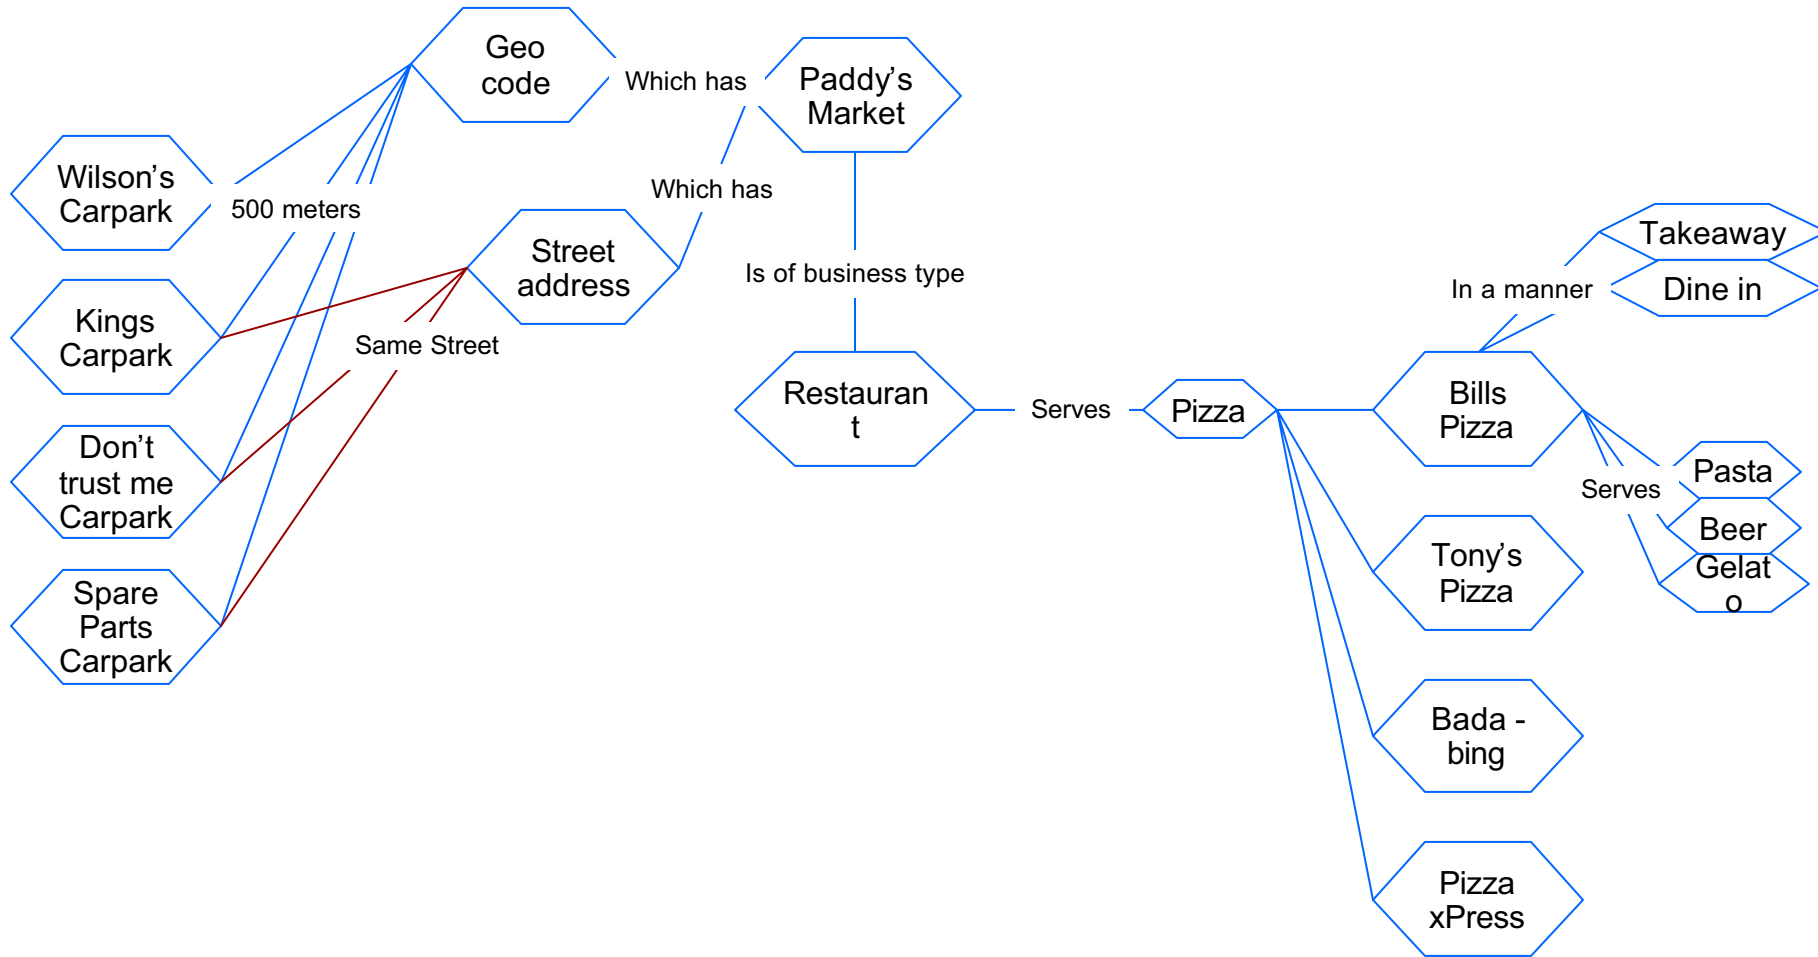 Geo
code
Which has
Paddy’s
Market
Wilson’s
Carpark
500 meters
Which has
Street
address
Kings
Carpark
Same Street
Don’t
trust me
Carpark
Spare
Parts
Carpark
Is of business type
Restauran
t
Serves
Pizza
Takeaway
In a manner
Dine in
Bills
Pizza
Serves
Pasta
Beer
Gelat
o
Tony’s
Pizza
Bada -
bing
Pizza
xPress